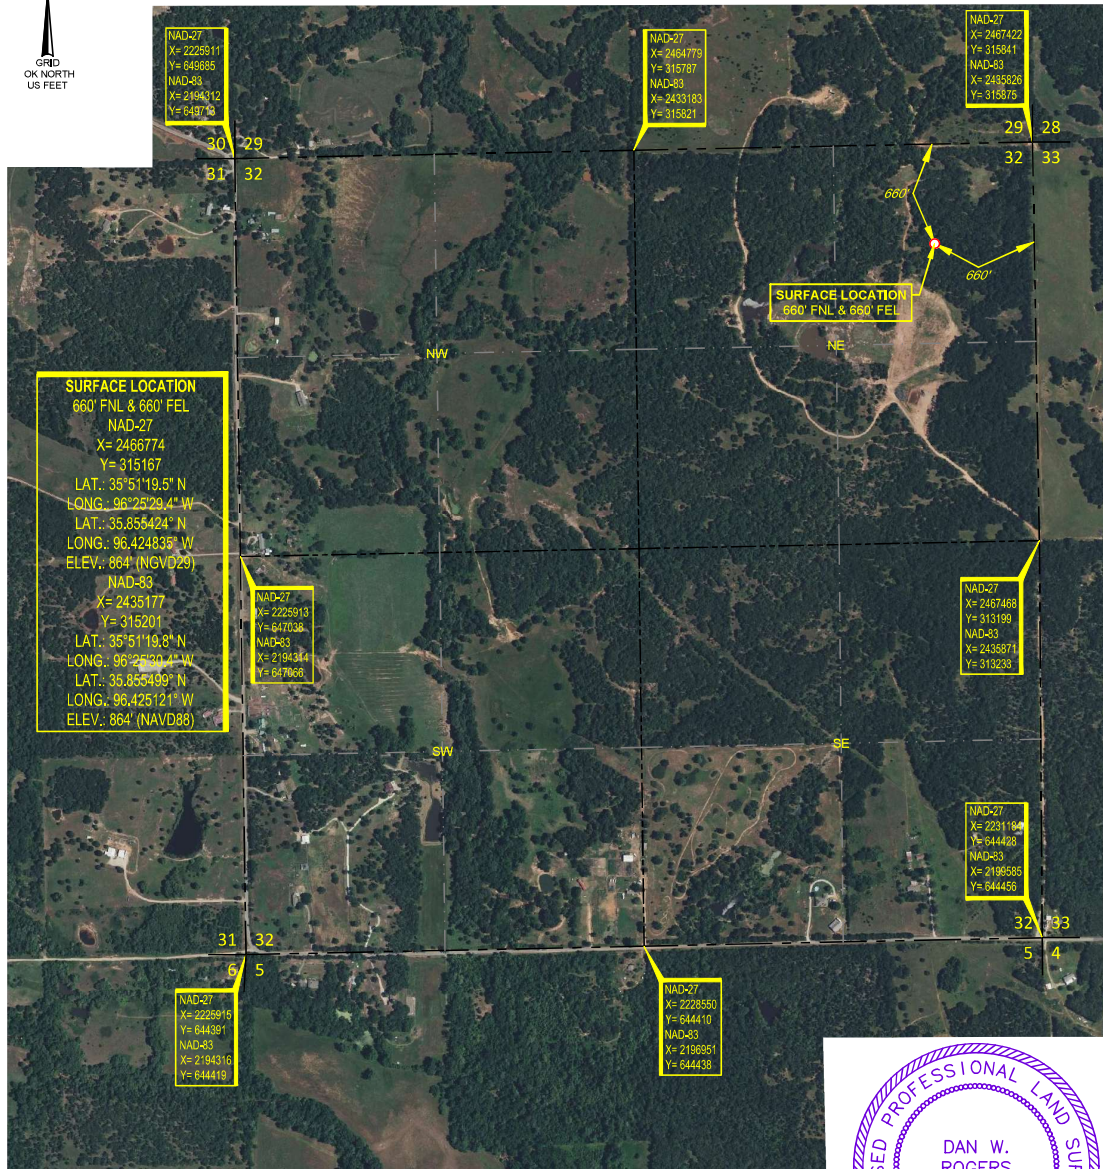 GRID
OK NORTH
US FEET
NAD-27
X= 2225911
Y= 649685
NAD-83
X= 2194312
Y= 649713
NAD-27
X= 2464779
Y= 315787
NAD-83
X= 2433183
Y= 315821
NAD-27
X= 2467422
Y= 315841
NAD-83
X= 2435826
Y= 315875
30 29
31 32
29 28
32 33
660'
660'
SURFACE LOCATION
660' FNL & 660' FEL
NW
NE
SURFACE LOCATION
660' FNL & 660' FEL
NAD-27
X= 2466774
Y= 315167
LAT.: 35°51'19.5" N
LONG.: 96°25'29.4" W
LAT.: 35.855424° N
LONG.: 96.424835° W
ELEV.: 864' (NGVD29)
NAD-83
X= 2435177
Y= 315201
LAT.: 35°51'19.8" N
LONG.: 96°25'30.4" W
LAT.: 35.855499° N
LONG.: 96.425121° W
ELEV.: 864' (NAVD88)
NAD-27
X= 2225913
Y= 647038
NAD-83
X= 2194314
Y= 647066
NAD-27
X= 2467468
Y= 313199
NAD-83
X= 2435871
Y= 313233
SW
SE
NAD-27
X= 2231184
Y= 644428
NAD-83
X= 2199585
Y= 644456
31 32
6 5
32 33
5 4
NAD-27
X= 2225915
Y= 644391
NAD-83
X= 2194316
Y= 644419
NAD-27
X= 2228550
Y= 644410
NAD-83
X= 2196951
Y= 644438
PROFESSIONAL LAND
DAN W.
ROGERS